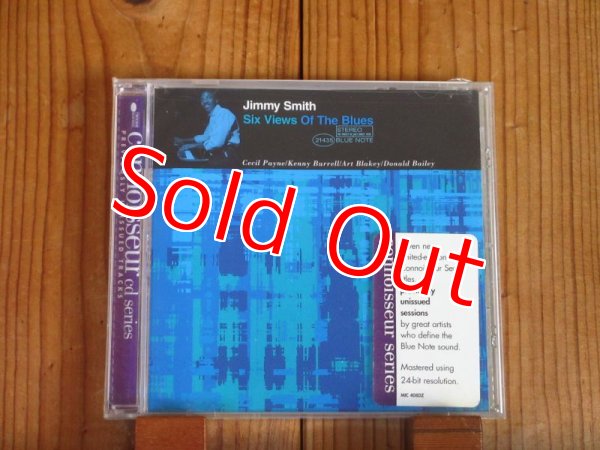 Jimmy Smith
Six Views Of The Blues
STEREO
21435 BLUE NOTE
Cecil Payne/Kenny Burrell/Art Blakey/Donald Bailey
Sold Out
cd series
TRACKS
series
unissued
sessions
by great artists
who define the
Blue Note sound.
Mastered using
24-bit resolution.